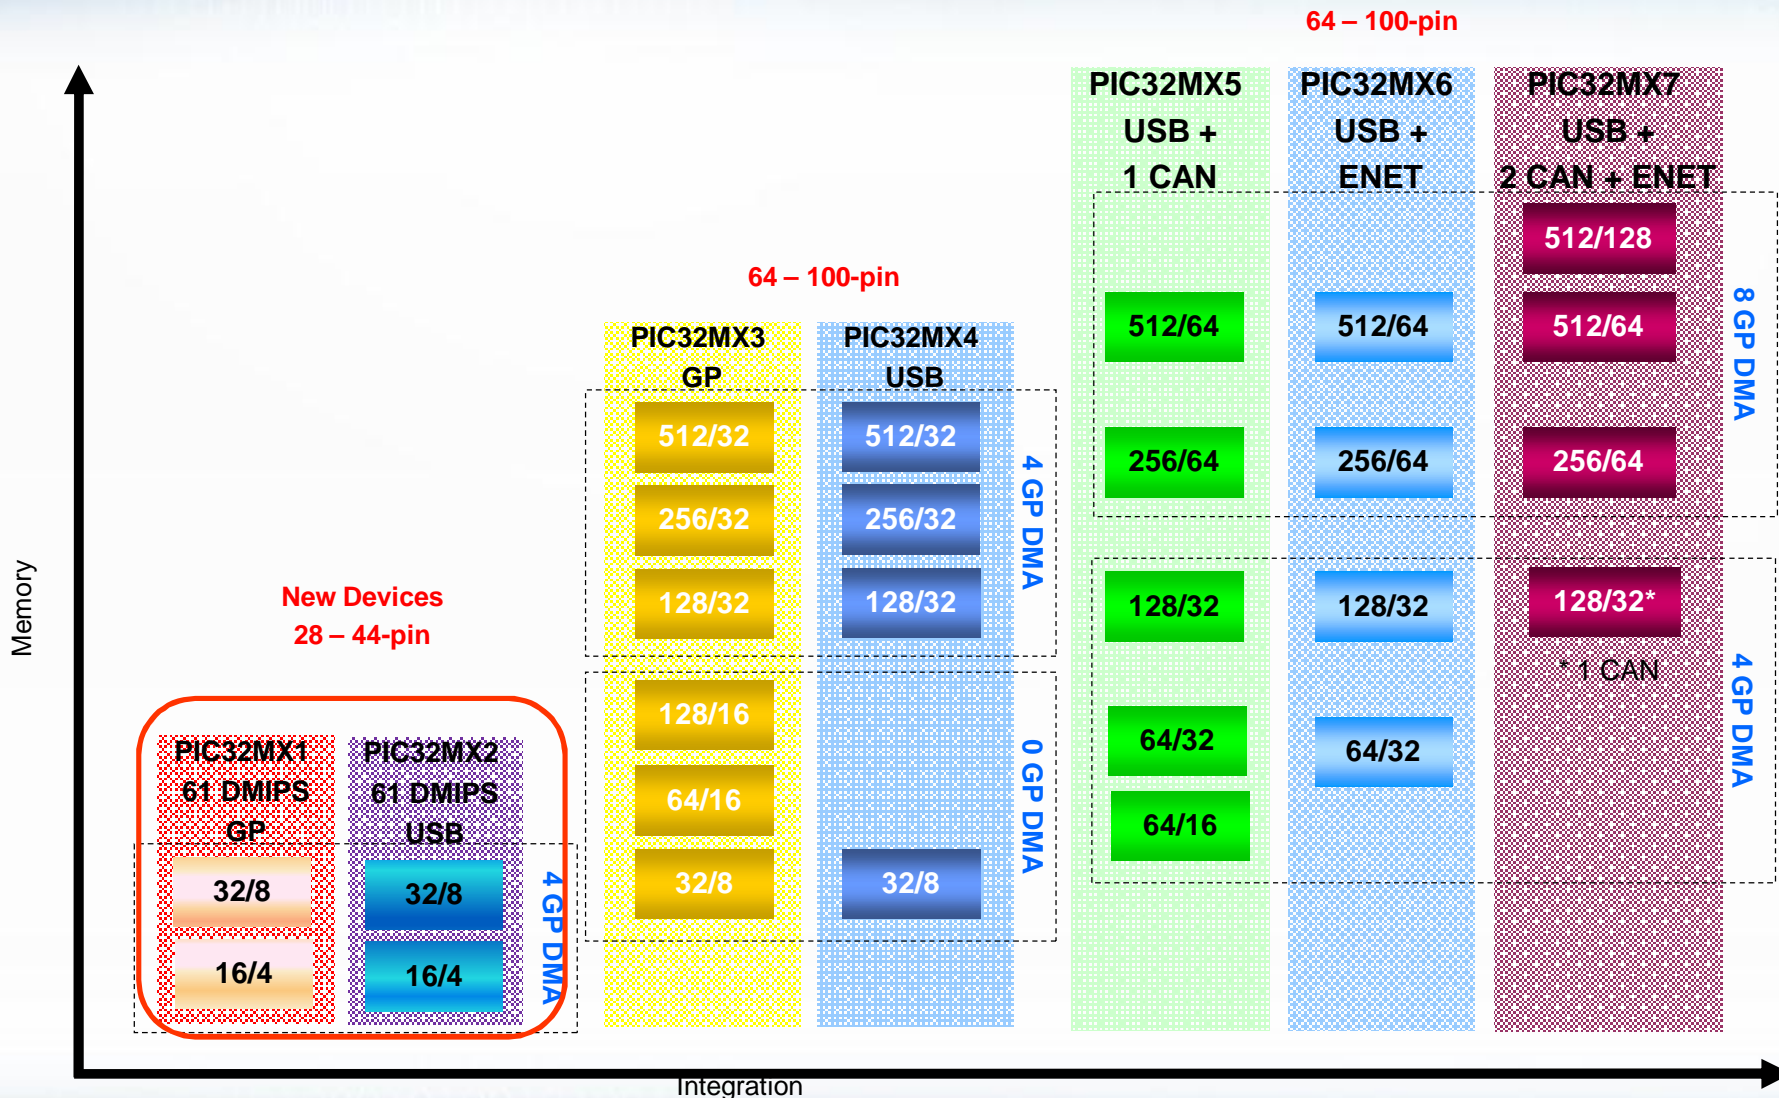 64 – 100-pin
PIC32MX5
USB +
1 CAN
PIC32MX6
USB +
ENET
PIC32MX7
USB +
2 CAN + ENET
512/128
512/64
512/64
512/64
256/64
256/64
256/64
8 GP DMA
128/32
128/32
128/32*
* 1 CAN
64/32
64/32
64/16
4 GP DMA
64 – 100-pin
PIC32MX3
GP
PIC32MX4
USB
512/32
512/32
256/32
256/32
128/32
128/32
4 GP DMA
128/16
64/16
32/8
32/8
0 GP DMA
New Devices
28 – 44-pin
PIC32MX1
61 DMIPS
GP
PIC32MX2
61 DMIPS
USB
32/8
32/8
16/4
16/4
4 GP DMA
Memory
Integration